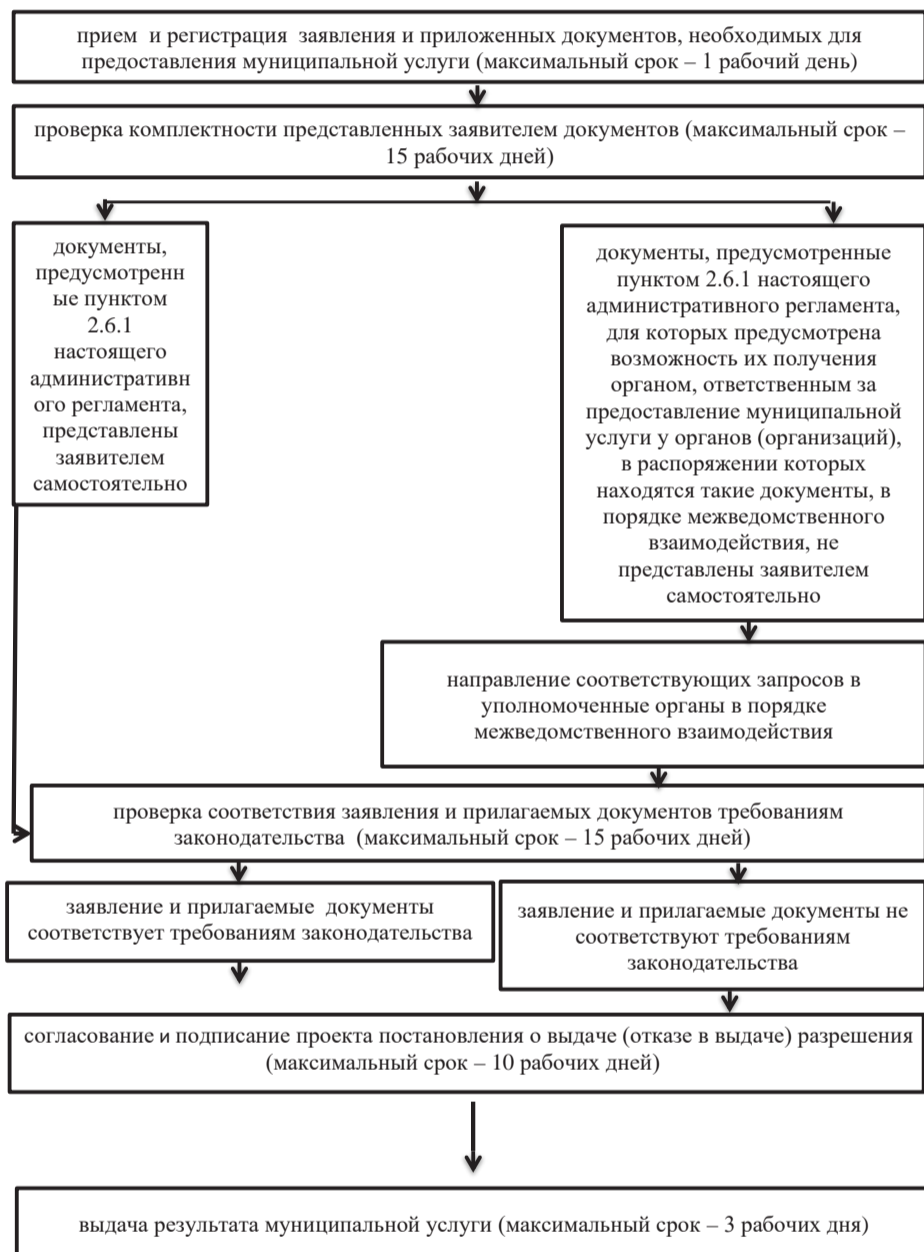 прием и регистрация заявления и приложенных документов, необходимых для
предоставления муниципальной услуги (максимальный срок – 1 рабочий день)
проверка комплектности представленных заявителем документов (максимальный срок –
15 рабочих дней)
документы,
предусмотренн
ые пунктом
2.6.1
настоящего
административн
ого регламента,
представлены
заявителем
самостоятельно
документы, предусмотренные
пунктом 2.6.1 настоящего
административного регламента,
для которых предусмотрена
возможность их получения
органом, ответственным за
предоставление муниципальной
услуги у органов (организаций),
в распоряжении которых
находятся такие документы, в
порядке межведомственного
взаимодействия, не
представлены заявителем
самостоятельно
направление соответствующих запросов в
уполномоченные органы в порядке
межведомственного взаимодействия
проверка соответствия заявления и прилагаемых документов требованиям
законодательства (максимальный срок – 15 рабочих дней)
заявление и прилагаемые документы
соответствует требованиям законодательства
заявление и прилагаемые документы не
соответствуют требованиям
законодательства
согласование и подписание проекта постановления о выдаче (отказе в выдаче) разрешения
(максимальный срок – 10 рабочих дней)
выдача результата муниципальной услуги (максимальный срок – 3 рабочих дня)